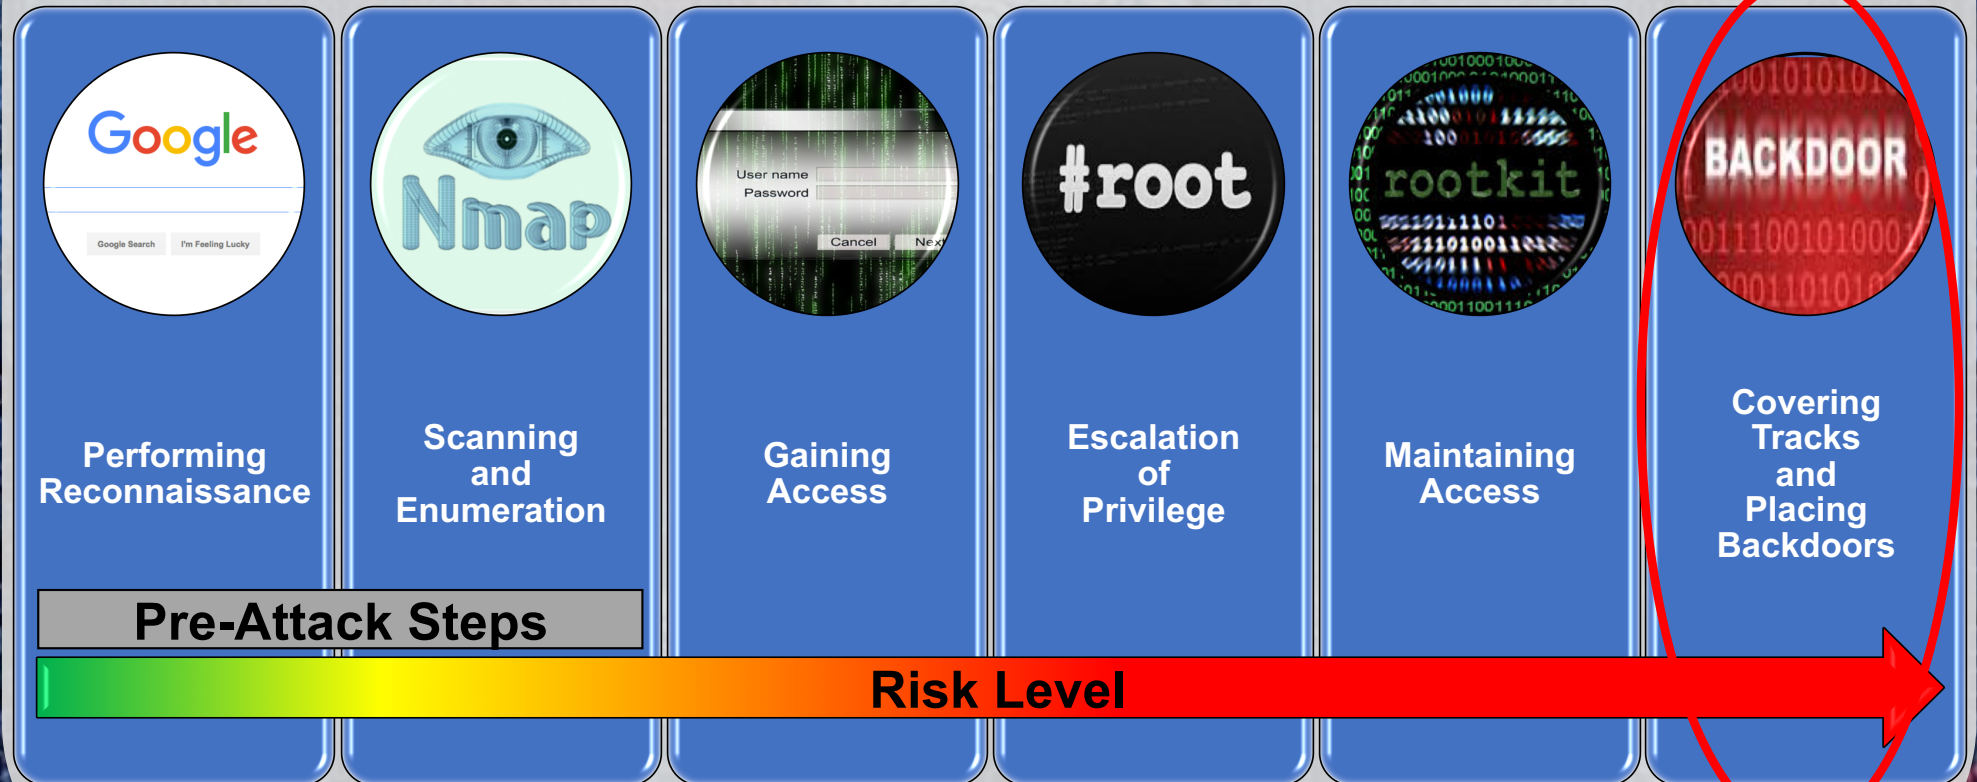 Google
Google Search I'm Feeling Lucky
Nmap
User name
Password
Cancel Next
#root
rootkit
BACKDOOR
Performing
Reconnaissance
Scanning
and
Enumeration
Gaining
Access
Escalation
of
Privilege
Maintaining
Access
Covering
Tracks
and
Placing
Backdoors
Pre-Attack Steps
Risk Level